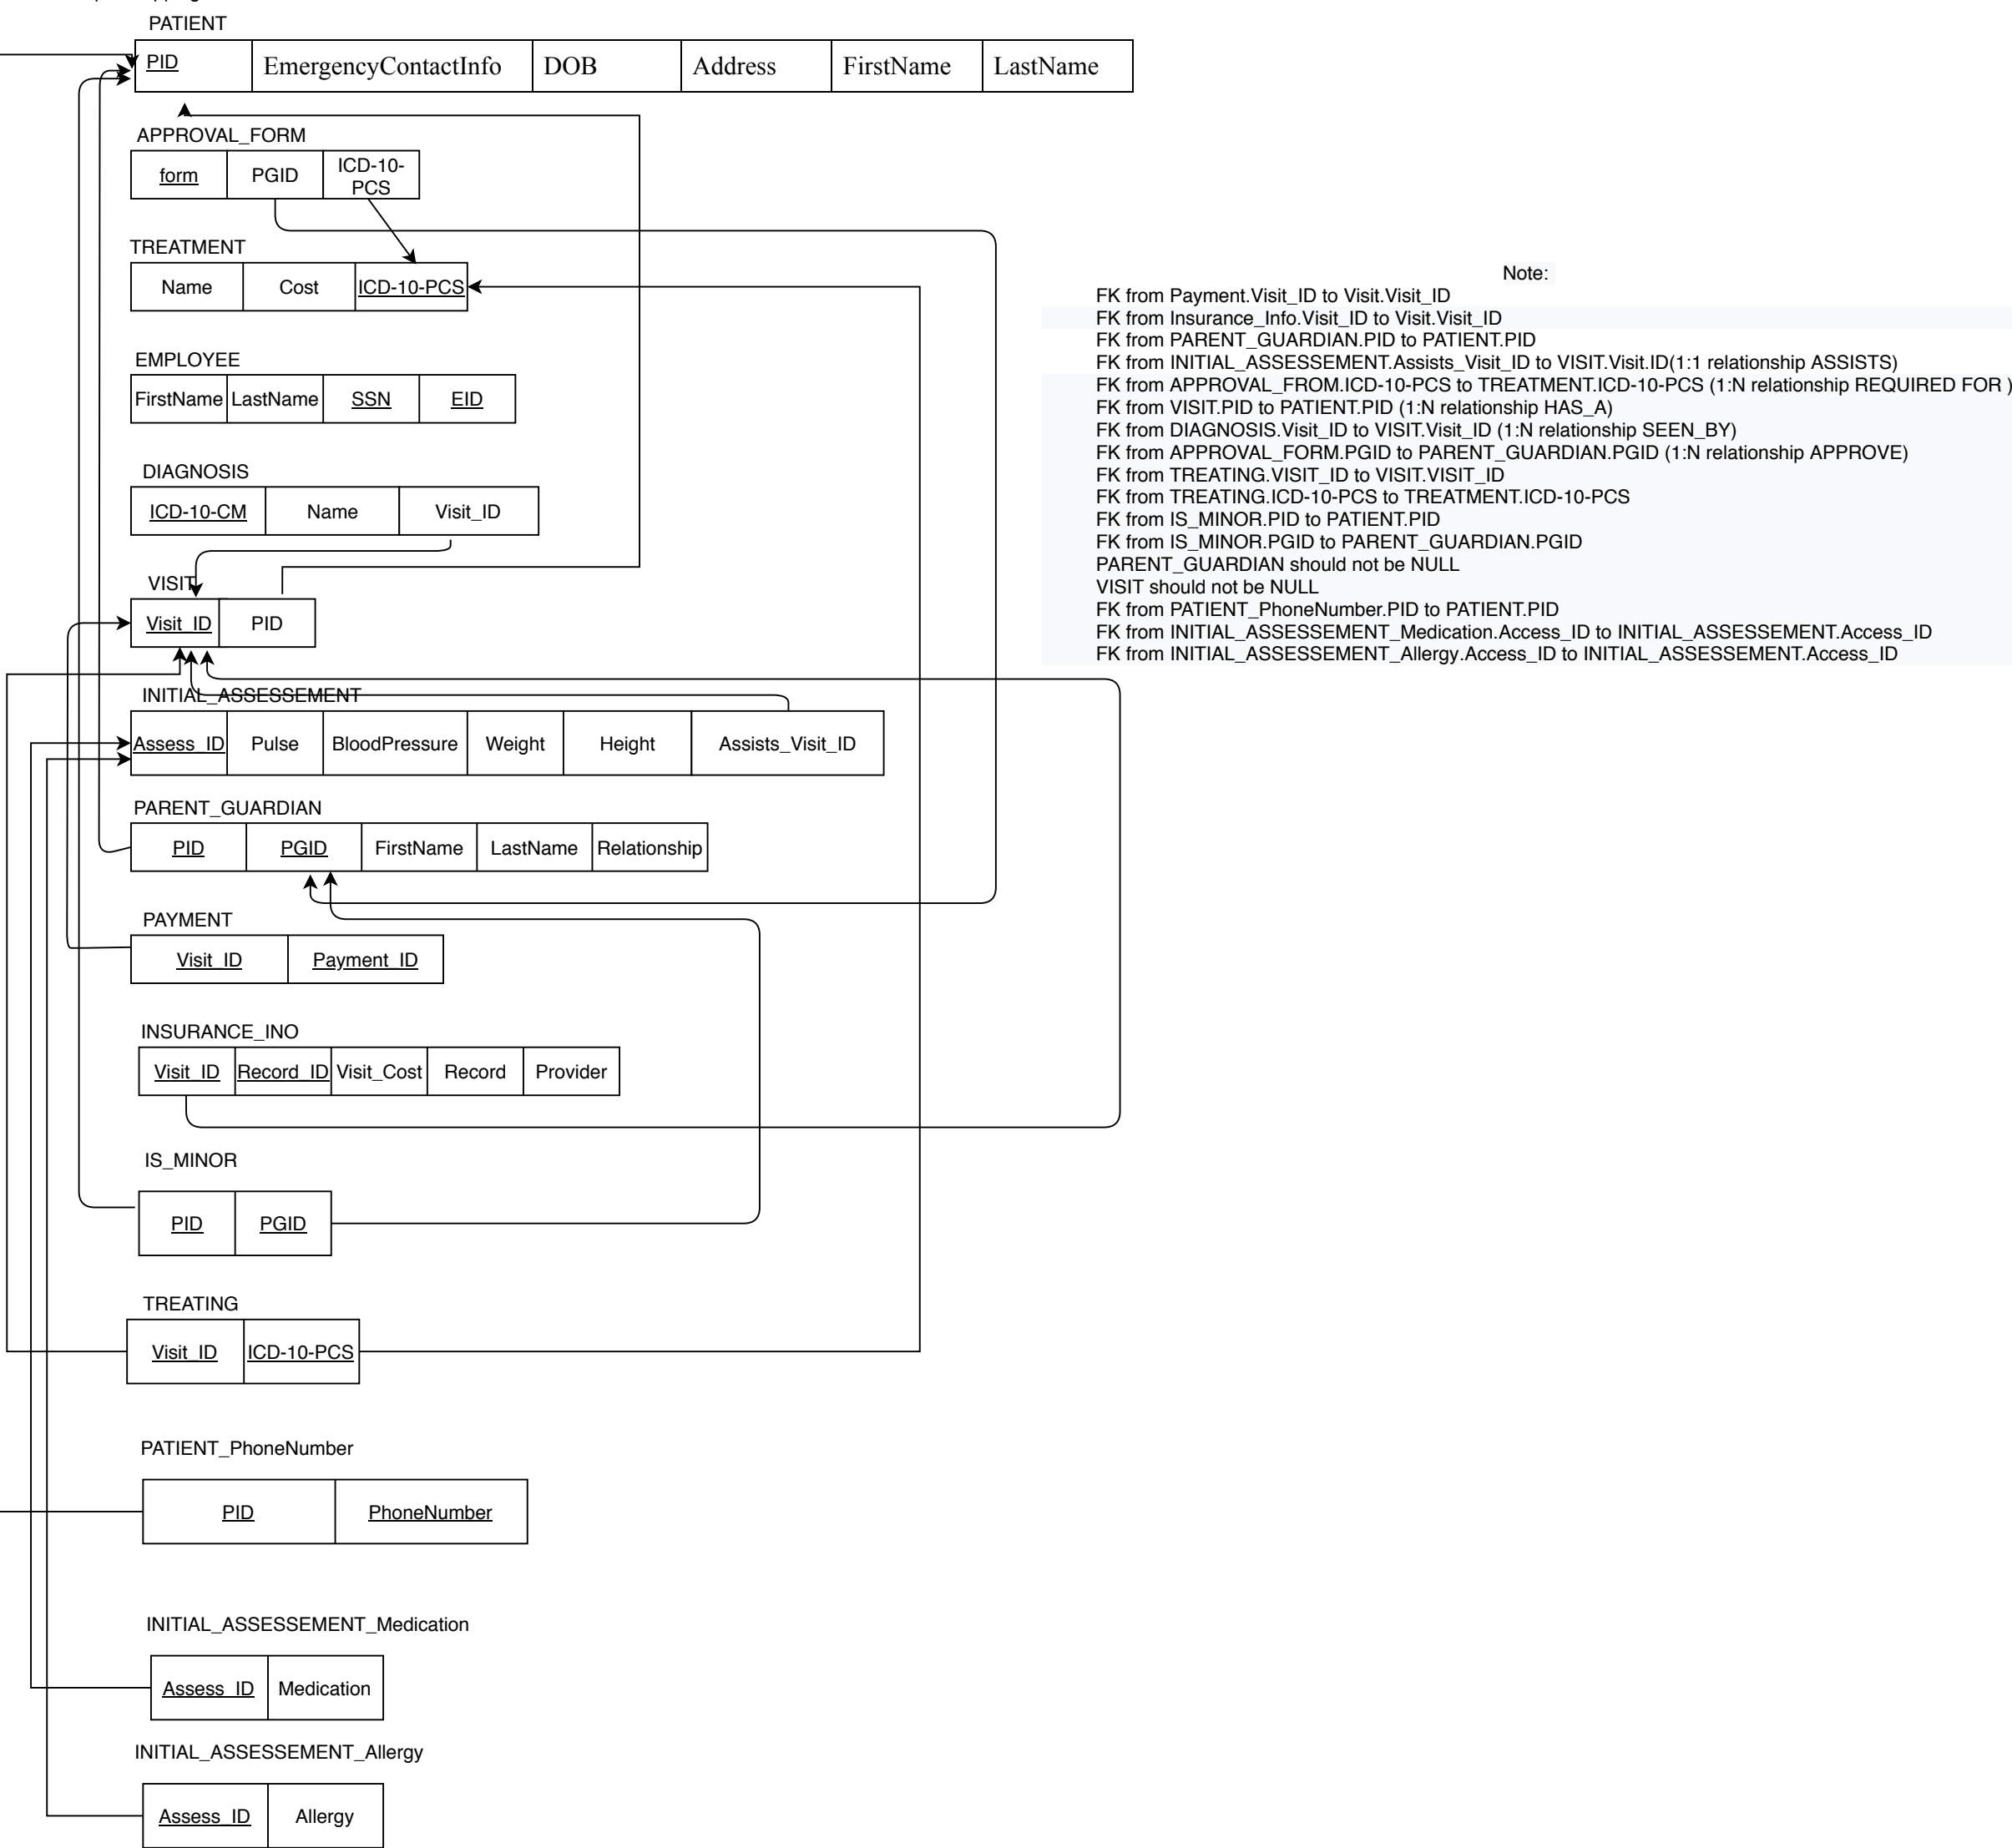 PATIENT
PID EmergencyContactInfo DOB Address FirstName LastName
APPROVAL_FORM
form PGID ICD-10-
PCS
TREATMENT
Name Cost ICD-10-PCS
EMPLOYEE
FirstName LastName SSN EID
DIAGNOSIS
ICD-10-CM Name Visit_ID
VISIT
Visit_ID PID
INITIAL_ASSESSEMENT
Assess_ID Pulse BloodPressure Weight Height Assists_Visit_ID
PARENT_GUARDIAN
PID PGID FirstName LastName Relationship
PAYMENT
Visit_ID Payment_ID
INSURANCE_INO
Visit_ID Record_ID Visit_Cost Record Provider
IS_MINOR
PID PGID
TREATING
Visit_ID ICD-10-PCS
PATIENT_PhoneNumber
PID PhoneNumber
INITIAL_ASSESSEMENT_Medication
Assess_ID Medication
INITIAL_ASSESSEMENT_Allergy
Assess_ID Allergy
Note:
FK from Payment.Visit_ID to Visit.Visit_ID
FK from Insurance_Info.Visit_ID to Visit.Visit_ID
FK from PARENT_GUARDIAN.PID to PATIENT.PID
FK from INITIAL_ASSESSEMENT.Assists_Visit_ID to VISIT.Visit.ID(1:1 relationship ASSISTS)
FK from APPROVAL_FROM.ICD-10-PCS to TREATMENT.ICD-10-PCS (1:N relationship REQUIRED FOR )
FK from VISIT.PID to PATIENT.PID (1:N relationship HAS_A)
FK from DIAGNOSIS.Visit_ID to VISIT.Visit_ID (1:N relationship SEEN_BY)
FK from APPROVAL_FORM.PGID to PARENT_GUARDIAN.PGID (1:N relationship APPROVE)
FK from TREATING.VISIT_ID to VISIT.VISIT_ID
FK from TREATING.ICD-10-PCS to TREATMENT.ICD-10-PCS
FK from IS_MINOR.PID to PATIENT.PID
FK from IS_MINOR.PGID to PARENT_GUARDIAN.PGID
PARENT_GUARDIAN should not be NULL
VISIT should not be NULL
FK from PATIENT_PhoneNumber.PID to PATIENT.PID
FK from INITIAL_ASSESSEMENT_Medication.Access_ID to INITIAL_ASSESSEMENT.Access_ID
FK from INITIAL_ASSESSEMENT_Allergy.Access_ID to INITIAL_ASSESSEMENT.Access_ID